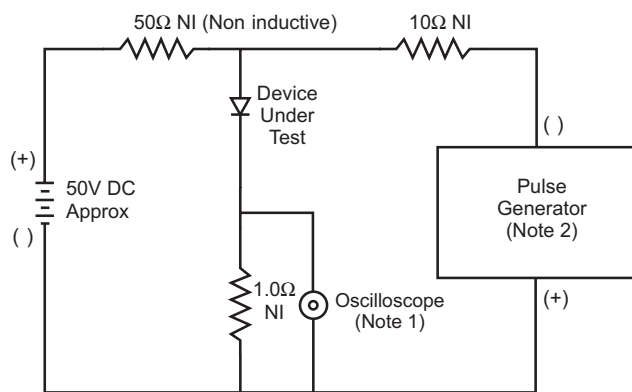 50Ω NI (Non inductive)
10Ω NI
Device
Under
Test
( )
(+)
50V DC
Approx
( )
Pulse
Generator
(Note 2)
1.0Ω
NI
Oscilloscope
(Note 1)
(+)